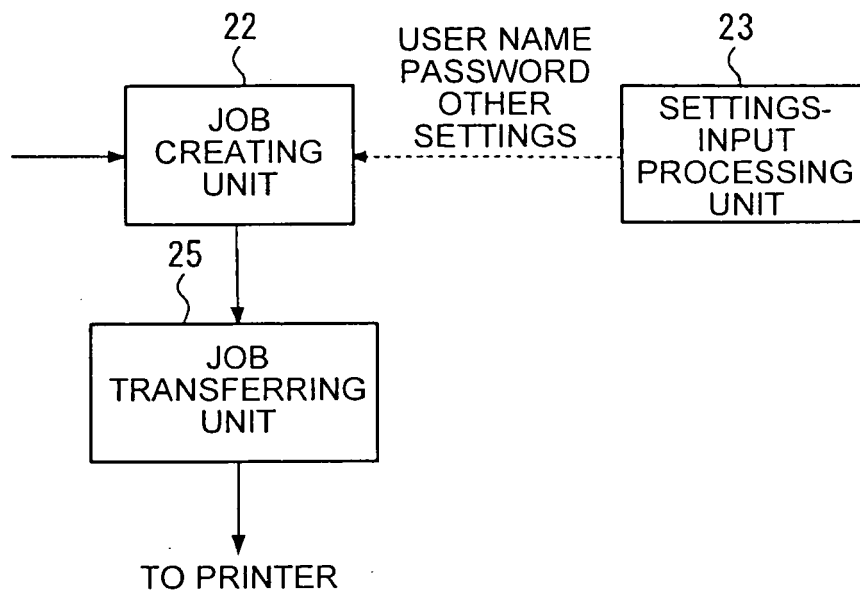 22
USER NAME
PASSWORD
OTHER
SETTINGS
23
JOB
CREATING
UNIT
SETTINGS-
INPUT
PROCESSING
UNIT
25
JOB
TRANSFERRING
UNIT
TO PRINTER